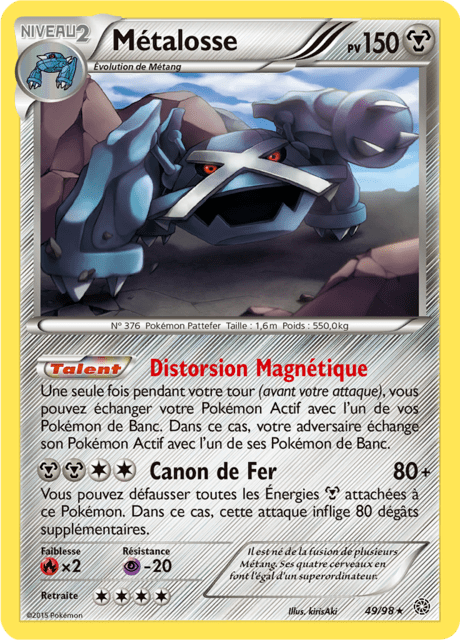 NIVEAU 2
Métalosse
PV 150
Évolution de Métang
N° 376 Pokémon Pattefer Taille : 1,6m Poids : 550,0kg
Talent Distorsion Magnétique
Une seule fois pendant votre tour (avant votre attaque), vous
pouvez échanger votre Pokémon Actif avec l'un de vos
Pokémon de Banc. Dans ce cas, votre adversaire échange
son Pokémon Actif avec l'un de ses Pokémon de Banc.
Canon de Fer 80+
Vous pouvez défausser toutes les Énergies attachées à
ce Pokémon. Dans ce cas, cette attaque inflige 80 dégâts
supplémentaires.
Faiblesse Résistance
×2 -20
Retraite
Il est né de la fusion de plusieurs
Métang. Ses quatre cerveaux en
font l'égal d'un superordinateur.
©2015 Pokémon Illus. kirisAki 49/98 ★